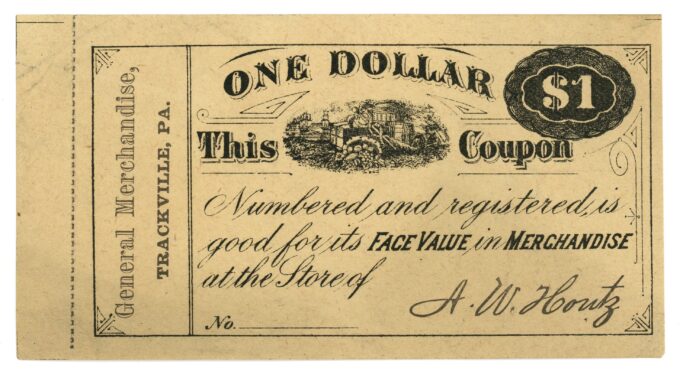 General Merchandise,
TRACKVILLE, PA.
ONE DOLLAR
$1
This Coupon
Numbered and registered, is
good for its FACE VALUE, in MERCHANDISE
at the Store of
A. W. Houtz
No.